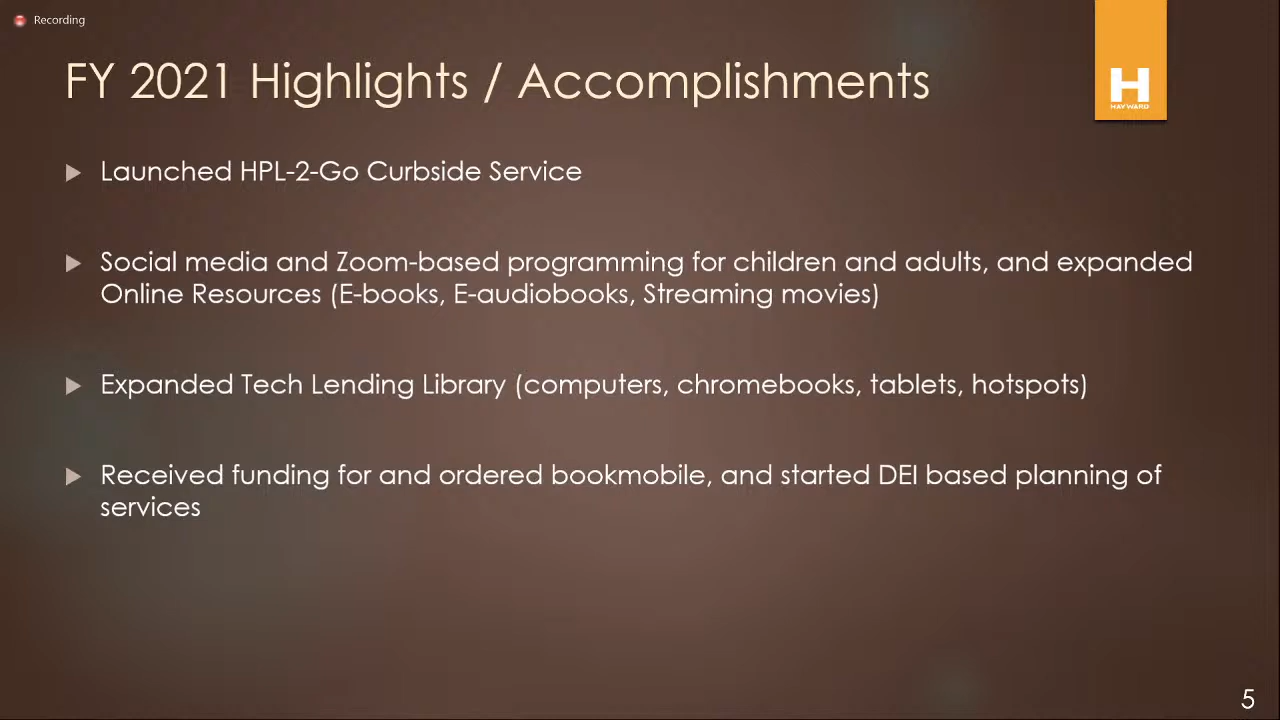 Recording
FY 2021 Highlights / Accomplishments
H
HAYWARD
Launched HPL-2-Go Curbside Service
Social media and Zoom-based programming for children and adults, and expanded
Online Resources (E-books, E-audiobooks, Streaming movies)
Expanded Tech Lending Library (computers, chromebooks, tablets, hotspots)
Received funding for and ordered bookmobile, and started DEI based planning of
services
5